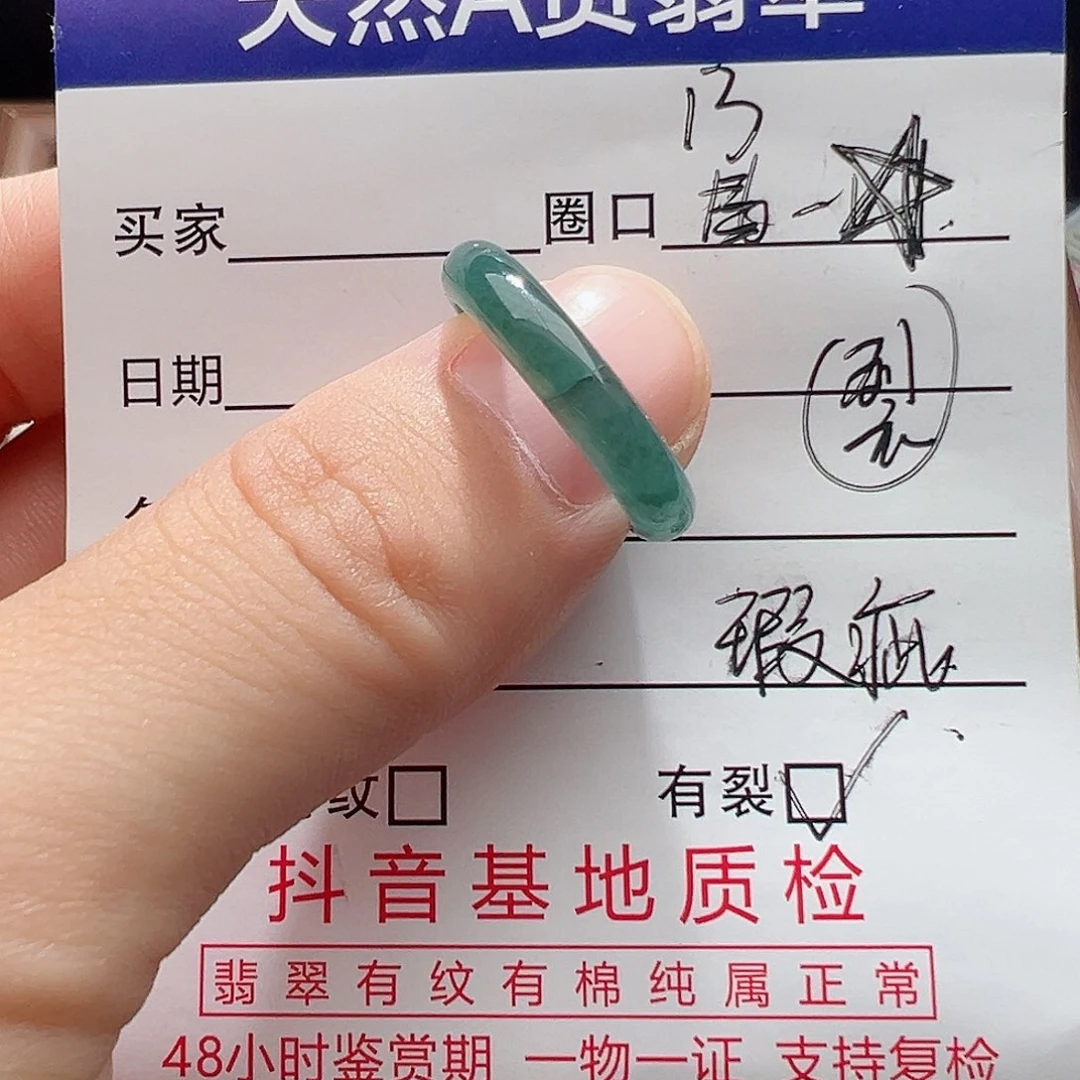 天然A货翡翠
13
买家 圈口
日期 裂
瑕疵
纹 有裂
抖音基地质检
翡翠有纹有棉纯属正常
48小时鉴赏期 一物一证 支持复检